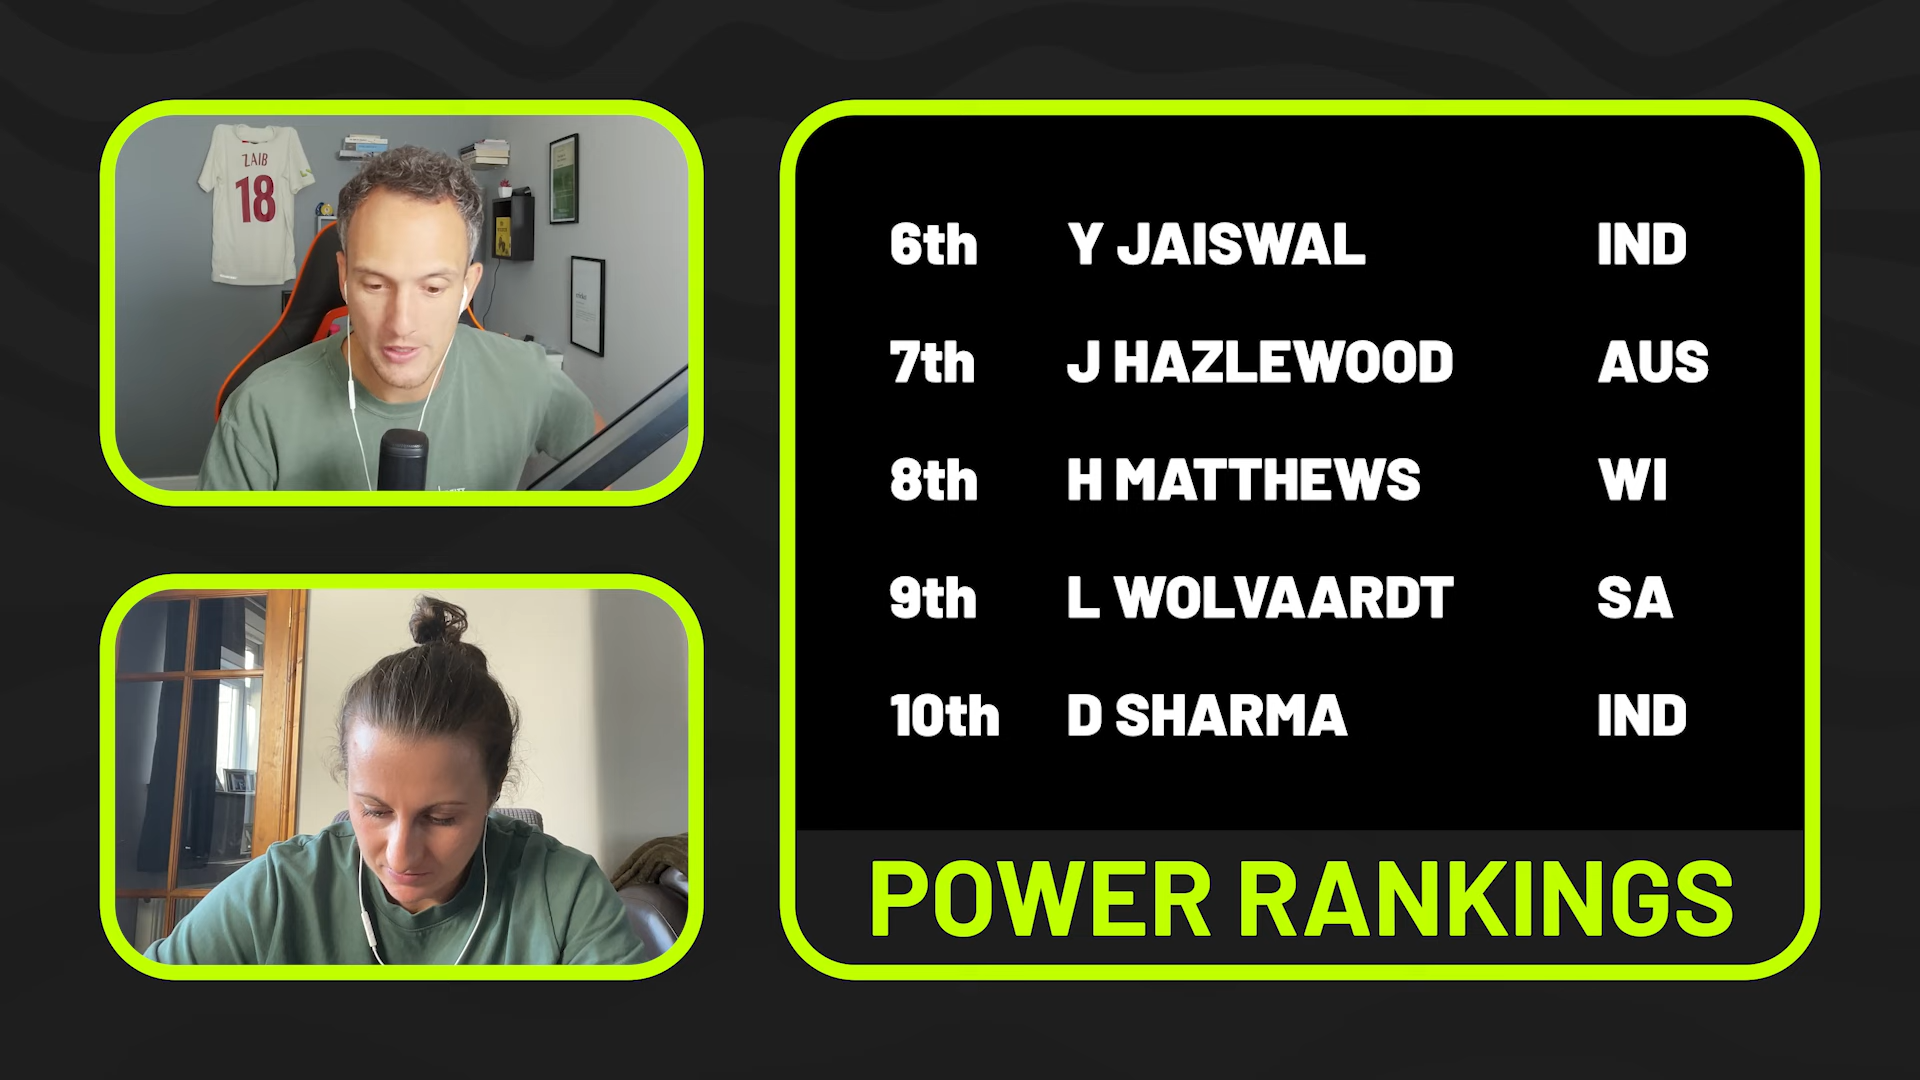 ZAIB
18
6th Y JAISWAL IND
7th J HAZLEWOOD AUS
8th H MATTHEWS WI
9th L WOLVAARDT SA
10th D SHARMA IND
POWER RANKINGS